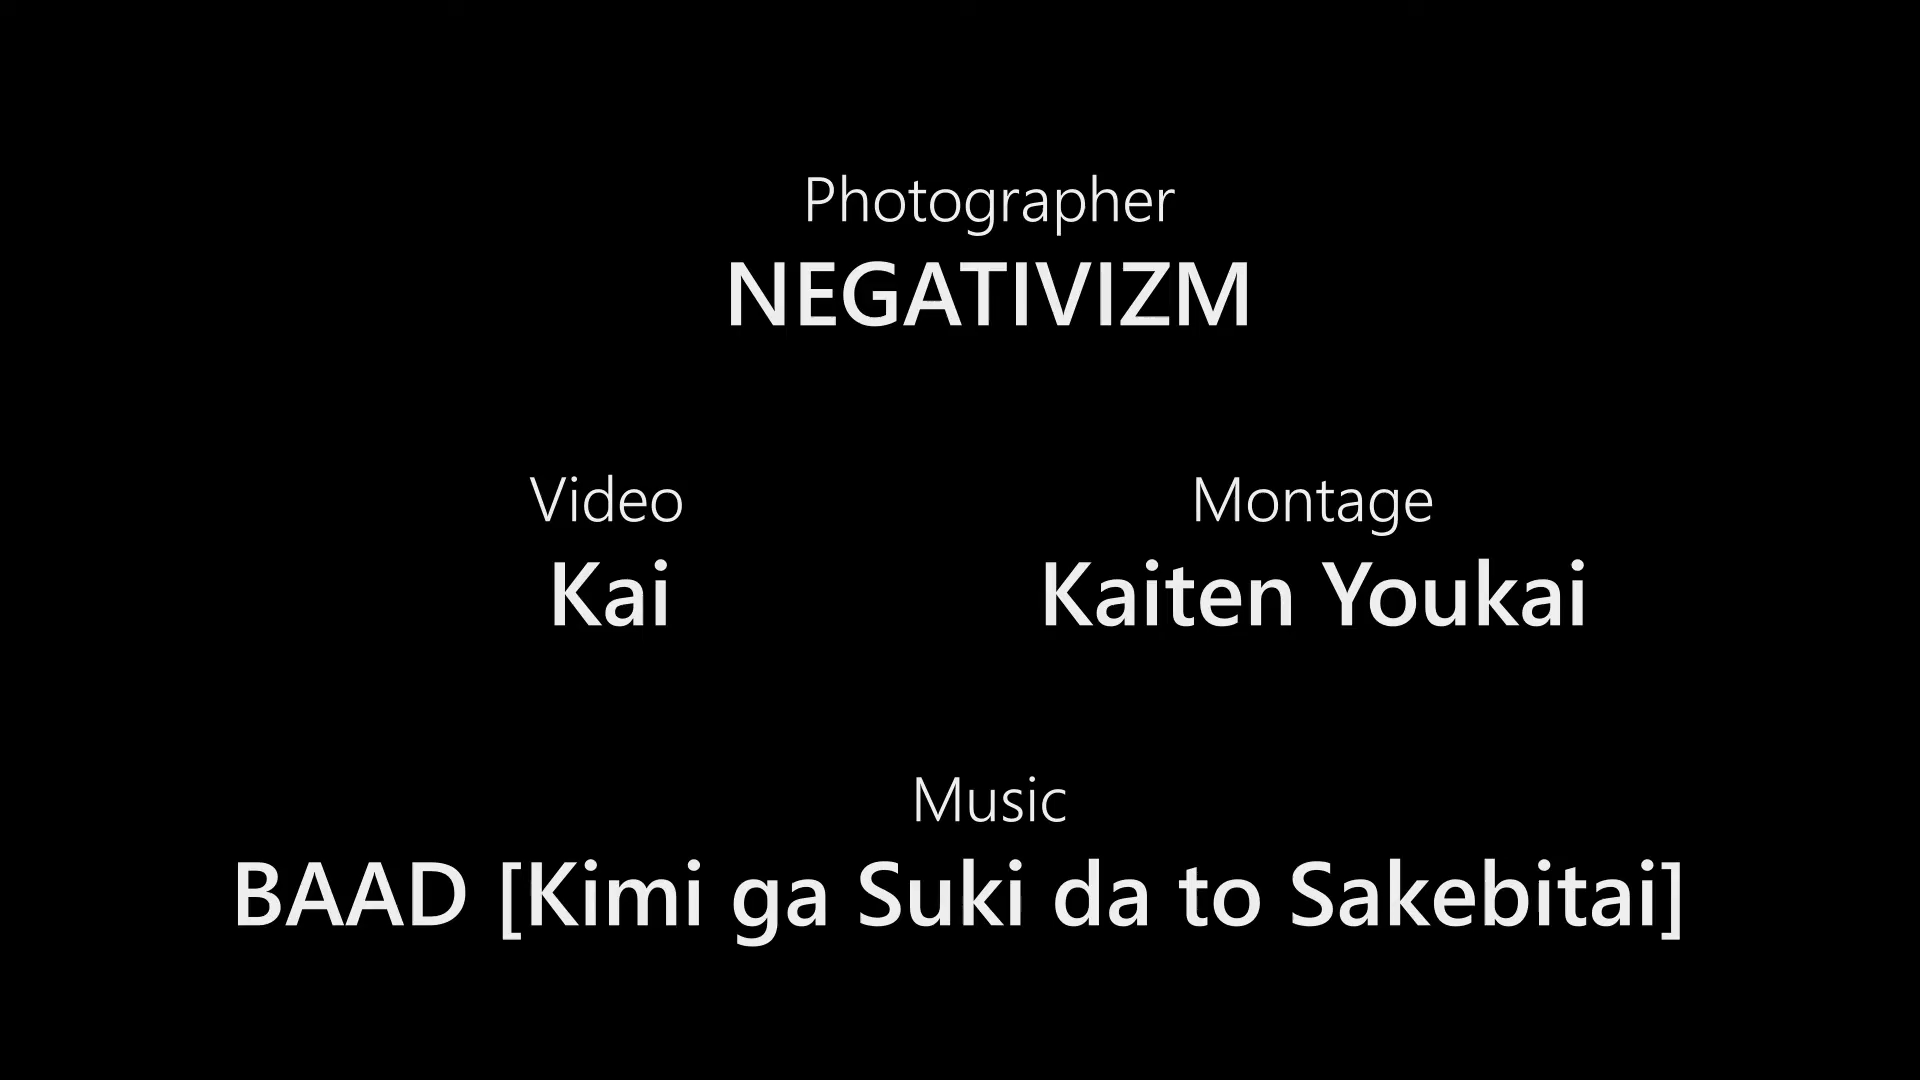 Photographer
NEGATIVIZM
Video
Kai
Montage
Kaiten Youkai
Music
BAAD [Kimi ga Suki da to Sakebitai]